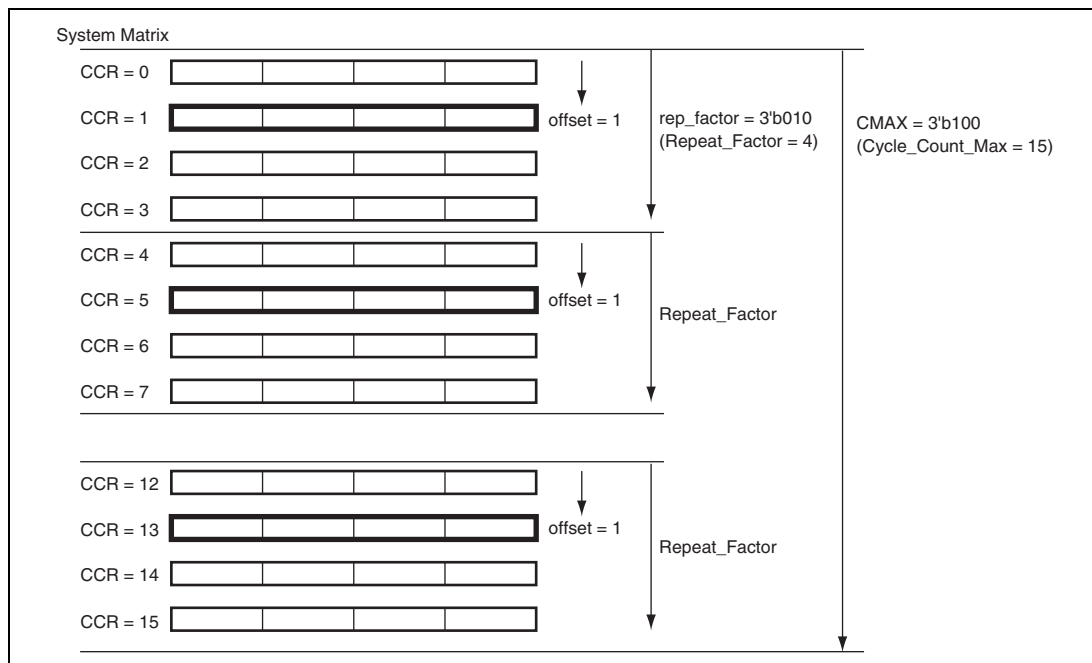 System Matrix
CCR = 0
CCR = 1
offset = 1
rep_factor = 3'b010
(Repeat_Factor = 4)
CMAX = 3'b100
(Cycle_Count_Max = 15)
CCR = 2
CCR = 3
CCR = 4
CCR = 5
offset = 1
Repeat_Factor
CCR = 6
CCR = 7
CCR = 12
CCR = 13
offset = 1
Repeat_Factor
CCR = 14
CCR = 15